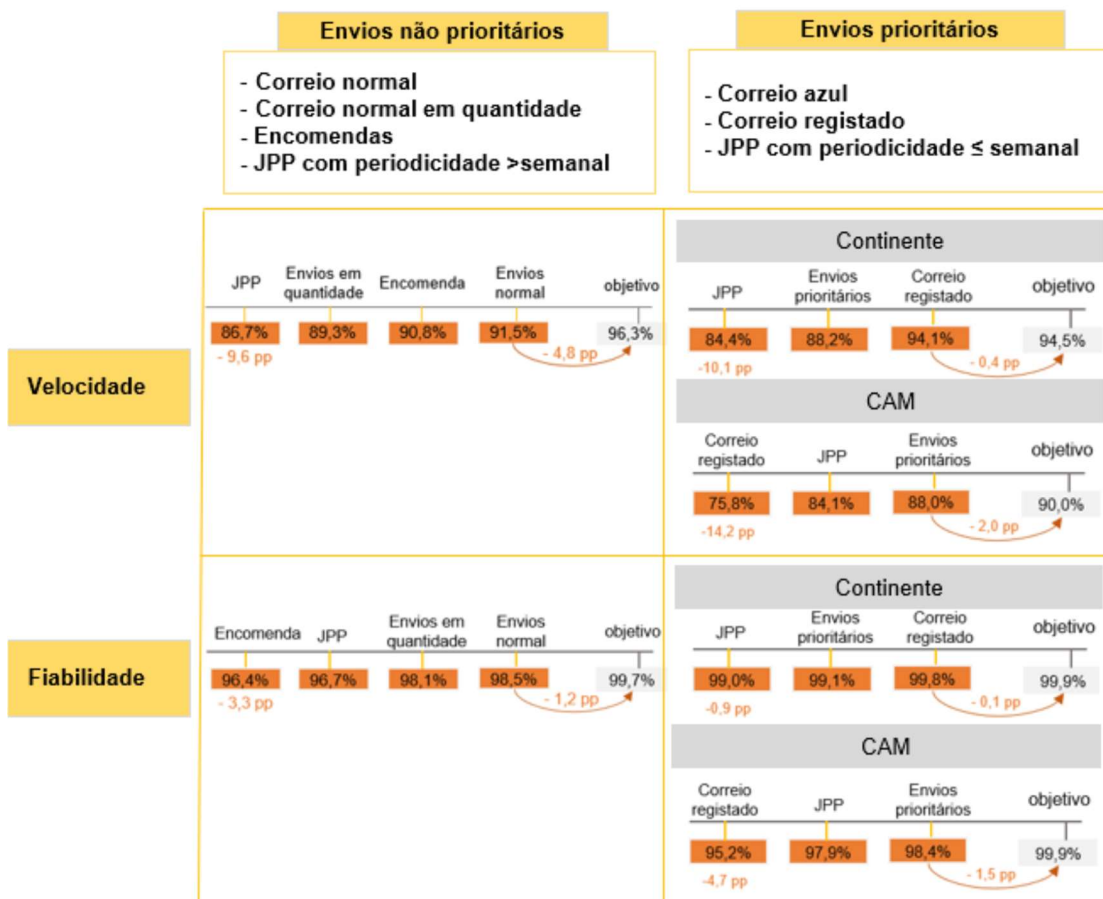 Envios não prioritários
- Correio normal
- Correio normal em quantidade
- Encomendas
- JPP com periodicidade >semanal
Envios prioritários
- Correio azul
- Correio registado
- JPP com periodicidade ≤ semanal
Velocidade
JPP
Envios em
quantidade
Encomenda
Envios
normal
objetivo
86,7%
89,3%
90,8%
91,5%
96,3%
- 9,6 pp
- 4,8 pp
Continente
JPP
Envios
prioritários
Correio
registado
objetivo
84,4%
88,2%
94,1%
94,5%
-10,1 pp
- 0,4 pp
CAM
Correio
registado
JPP
Envios
prioritários
objetivo
75,8%
84,1%
88,0%
90,0%
-14,2 pp
- 2,0 pp
Fiabilidade
Encomenda
JPP
Envios em
quantidade
Envios
normal
objetivo
96,4%
96,7%
98,1%
98,5%
99,7%
- 3,3 pp
- 1,2 pp
Continente
JPP
Envios
prioritários
Correio
registado
objetivo
99,0%
99,1%
99,8%
99,9%
-0,9 pp
- 0,1 pp
CAM
Correio
registado
JPP
Envios
prioritários
objetivo
95,2%
97,9%
98,4%
99,9%
-4,7 pp
- 1,5 pp